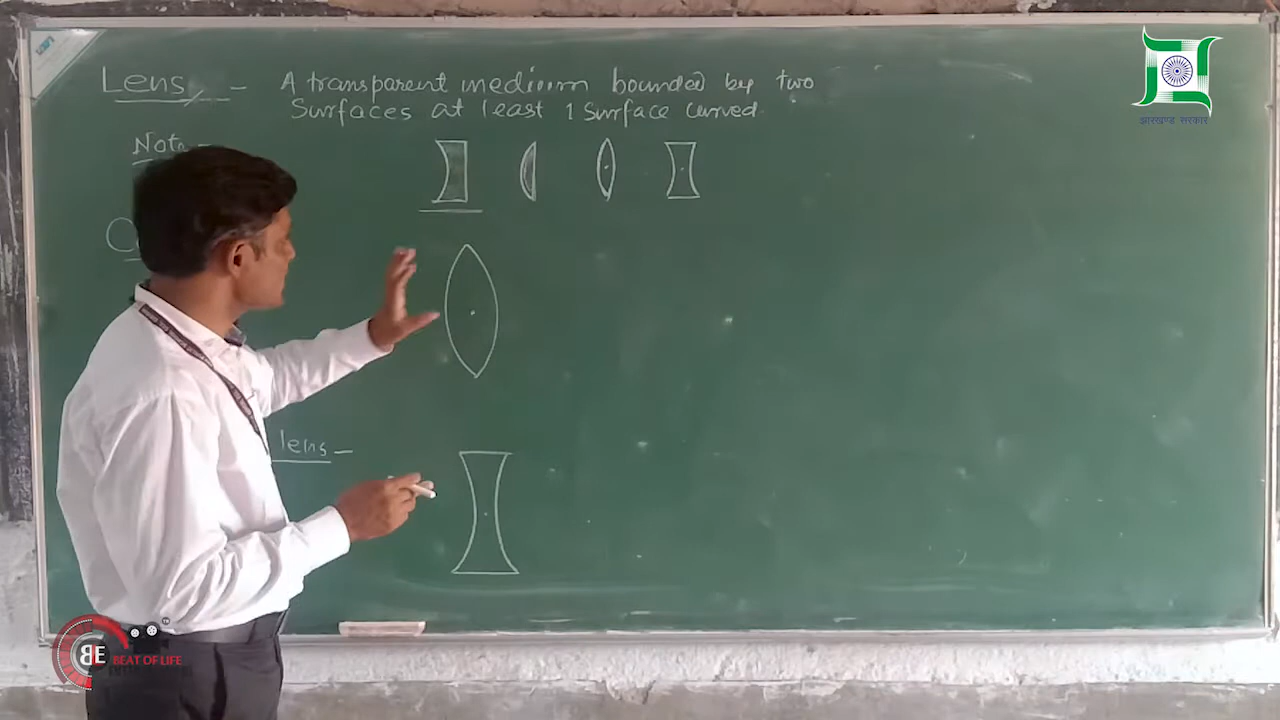 Lens - A transparent medium bounded by two
Surfaces at least 1 Surface curved.
Note -
lens -
झारखण्ड सरकार
BEAT OF LIFE